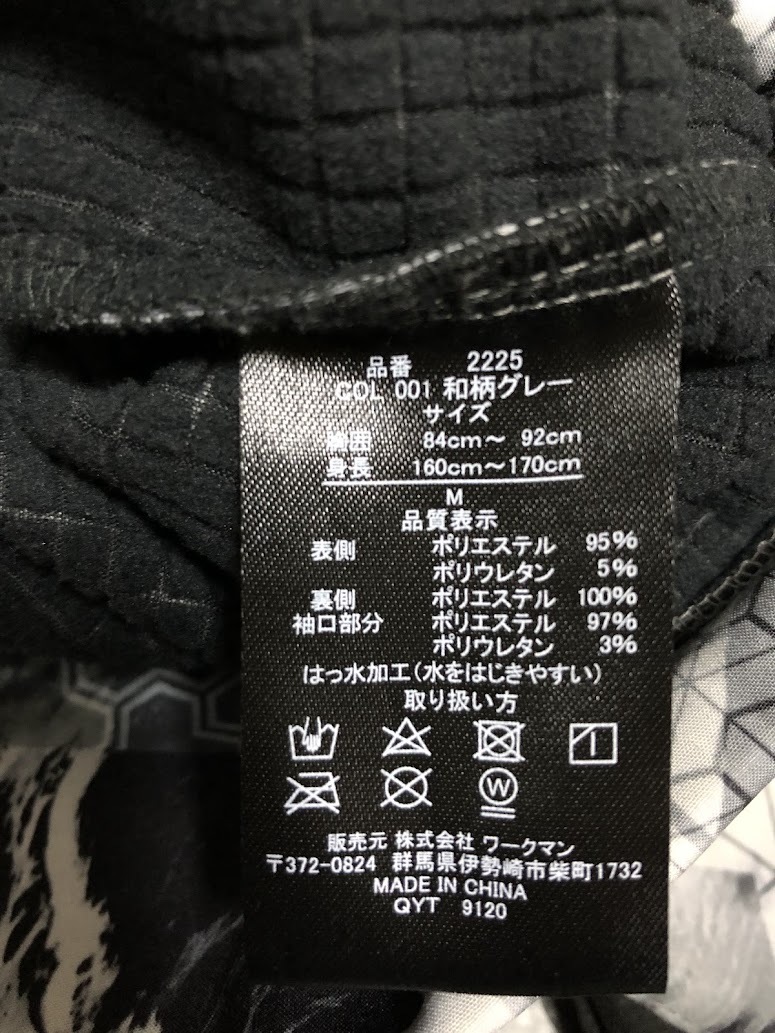 品番 2225
COL 001 和柄グレー
サイズ
胸囲 84cm～ 92cm
身長 160cm～170cm
M
品質表示
表側 ポリエステル 95%
ポリウレタン 5%
裏側 ポリエステル 100%
袖口部分 ポリエステル 97%
ポリウレタン 3%
はっ水加工(水をはじきやすい)
取り扱い方
W
販売元 株式会社 ワークマン
〒372-0824 群馬県伊勢崎市柴町1732
MADE IN CHINA
QYT 9120